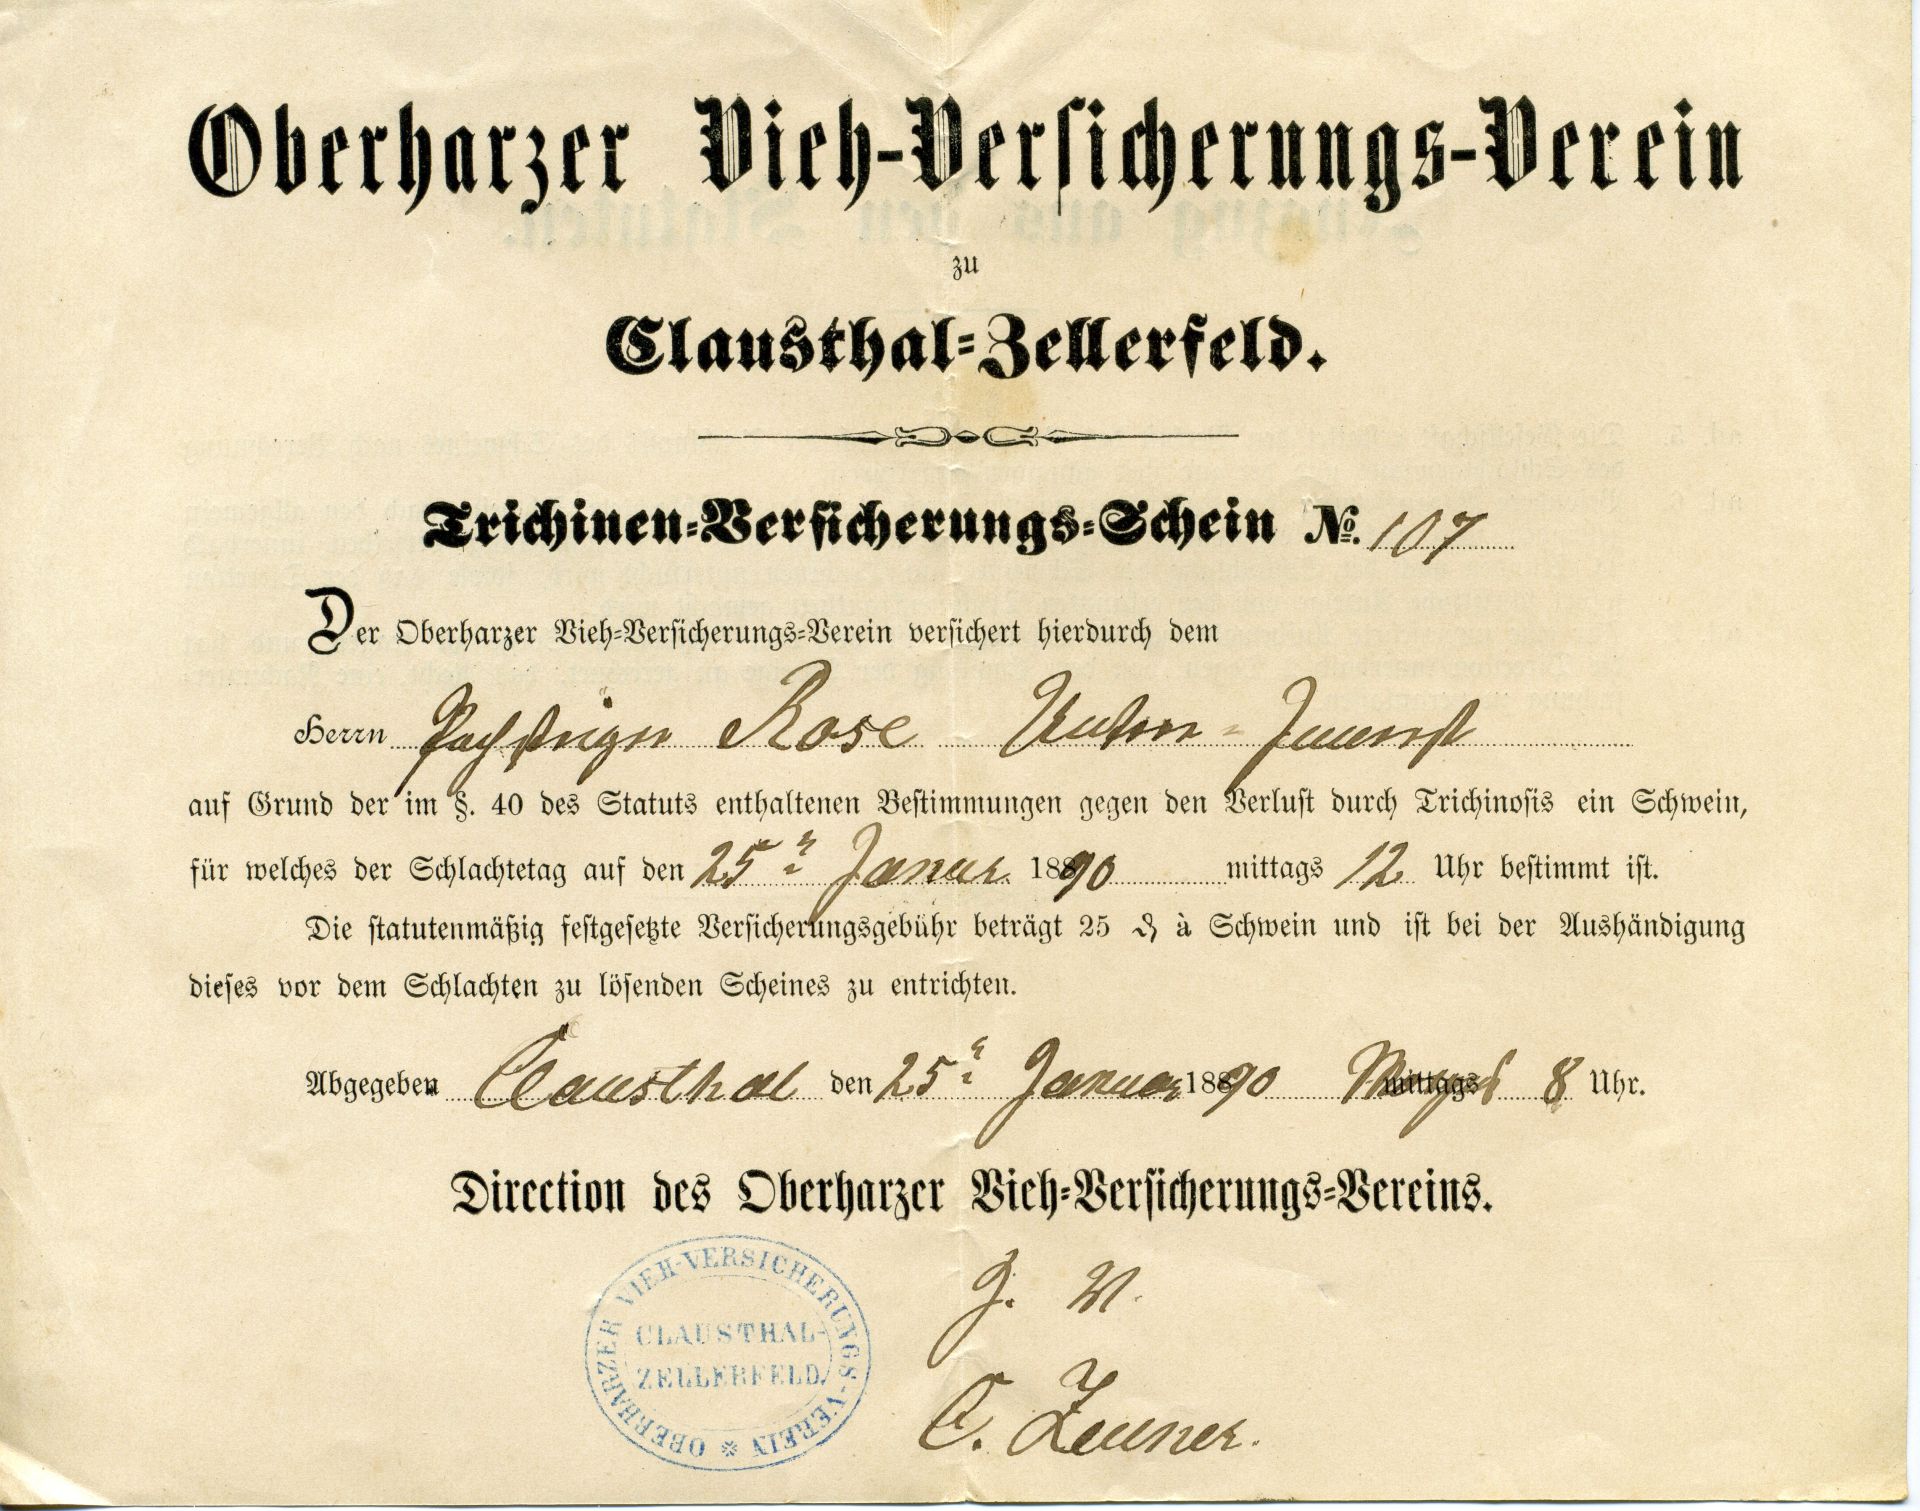 Oberharzer Vieh-Versicherungs-Verein
zu
Clausthal-Zellerfeld.
Trichinen-Versicherungs-Schein No. 107
Der Oberharzer Vieh-Versicherungs-Verein versichert hierdurch dem
Herrn Rose
auf Grund der im §. 40 des Statuts enthaltenen Bestimmungen gegen den Verlust durch Trichinosis ein Schwein,
für welches der Schlachtetag auf den 25n Januar 1890 mittags 12 Uhr bestimmt ist.
Die statutenmäßig festgesetzte Versicherungsgebühr beträgt 25 ₰ à Schwein und ist bei der Aushändigung
dieses vor dem Schlachten zu lösenden Scheines zu entrichten.
Abgegeben Clausthal den 25n Januar 1890 mittags 8 Uhr.
Direction des Oberharzer Vieh-Versicherungs-Vereins.
OBERHARZER VIEH-VERSICHERUNGS-VEREIN
CLAUSTHAL-
ZELLERFELD.
C. Zeuner.